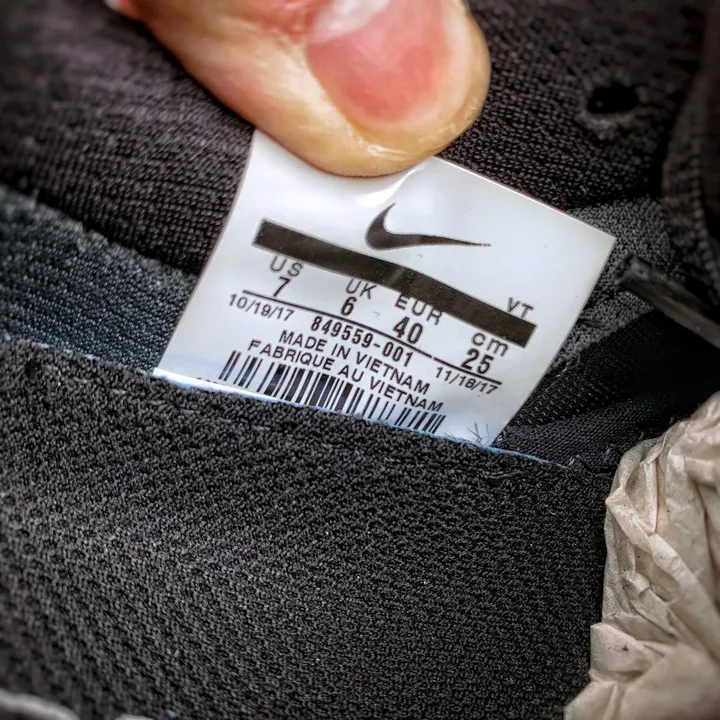 VT
US UK EUR cm
7 6 40 25
10/19/17 849559-001 11/18/17
MADE IN VIETNAM
FABRIQUE AU VIETNAM